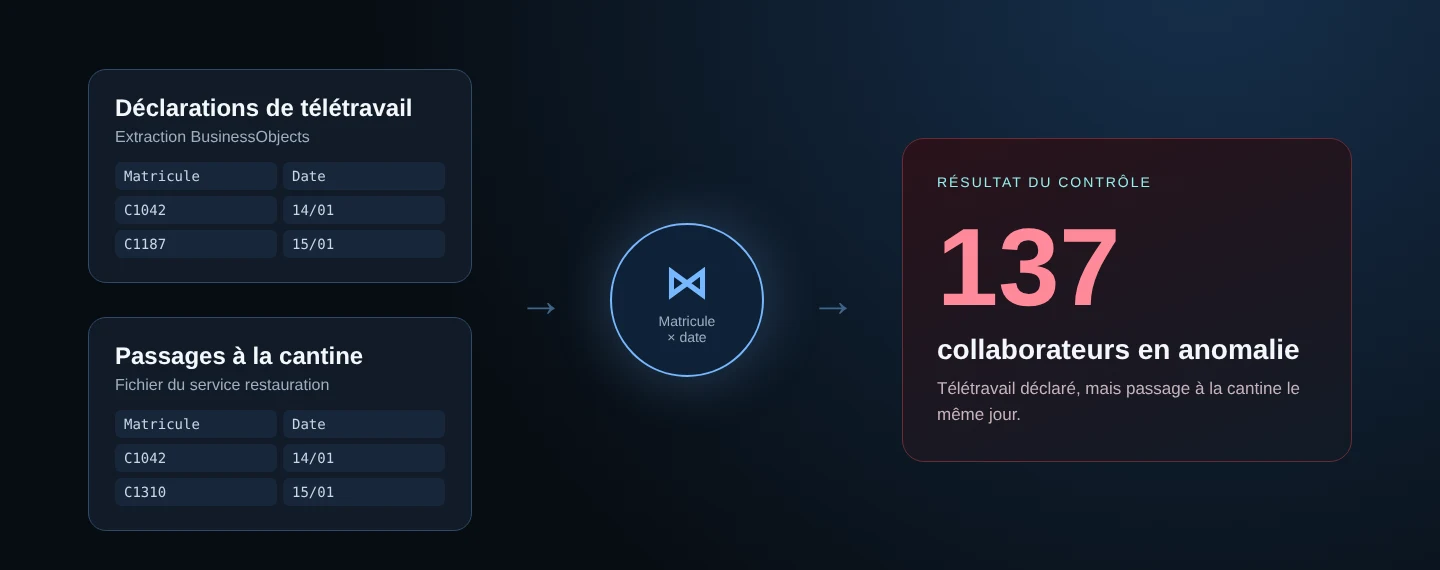 Déclarations de télétravail
Extraction BusinessObjects
Matricule Date
C1042 14/01
C1187 15/01
Passages à la cantine
Fichier du service restauration
Matricule Date
C1042 14/01
C1310 15/01
→
⋈
Matricule
× date
→
RÉSULTAT DU CONTRÔLE
137
collaborateurs en anomalie
Télétravail déclaré, mais passage à la cantine le
même jour.